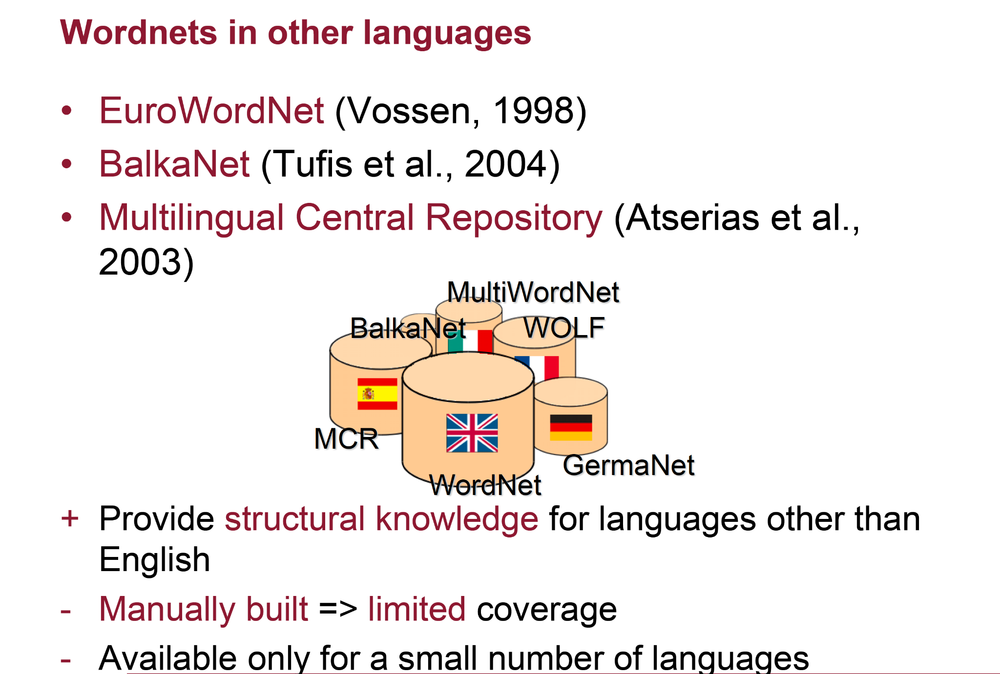 Wordnets in other languages
• EuroWordNet (Vossen, 1998)
• BalkaNet (Tufis et al., 2004)
• Multilingual Central Repository (Atserias et al.,
2003)
MultiWordNet
BalkaNet
WOLF
MCR
GermaNet
WordNet
+ Provide structural knowledge for languages other than
English
- Manually built => limited coverage
- Available only for a small number of languages